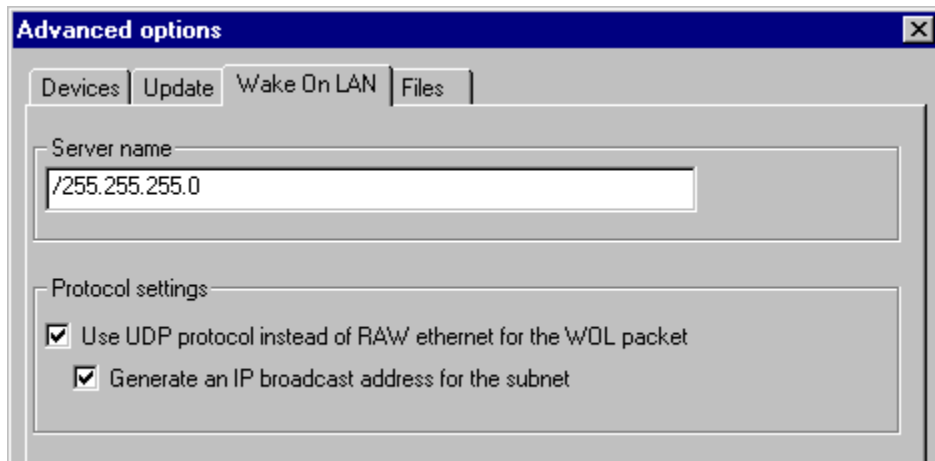 Advanced options
Devices Update Wake On LAN Files
Server name
/255.255.255.0
Protocol settings
Use UDP protocol instead of RAW ethernet for the WOL packet
Generate an IP broadcast address for the subnet